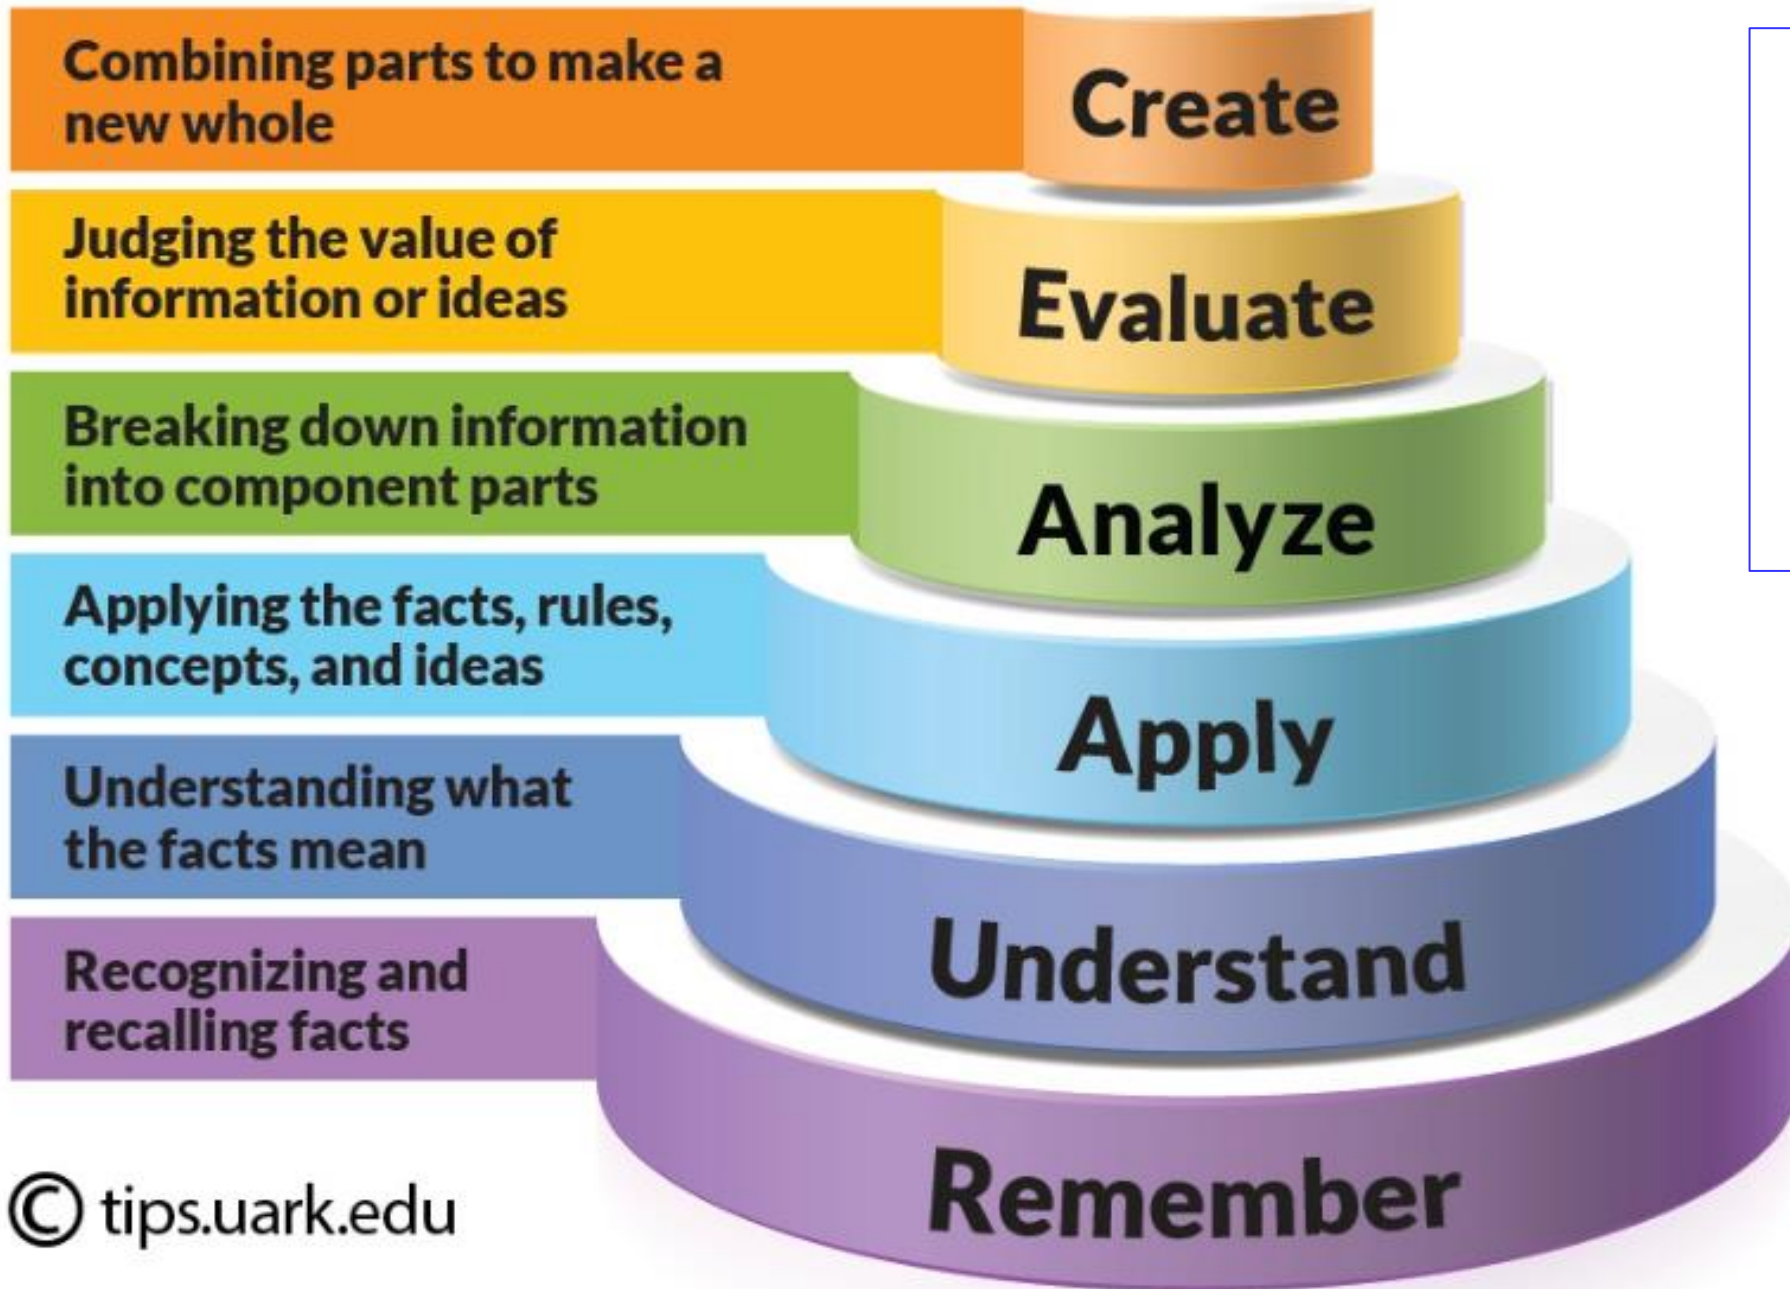 Combining parts to make a
new whole
Create
Judging the value of
information or ideas
Evaluate
Breaking down information
into component parts
Analyze
Applying the facts, rules,
concepts, and ideas
Apply
Understanding what
the facts mean
Understand
Recognizing and
recalling facts
Remember
© tips.uark.edu